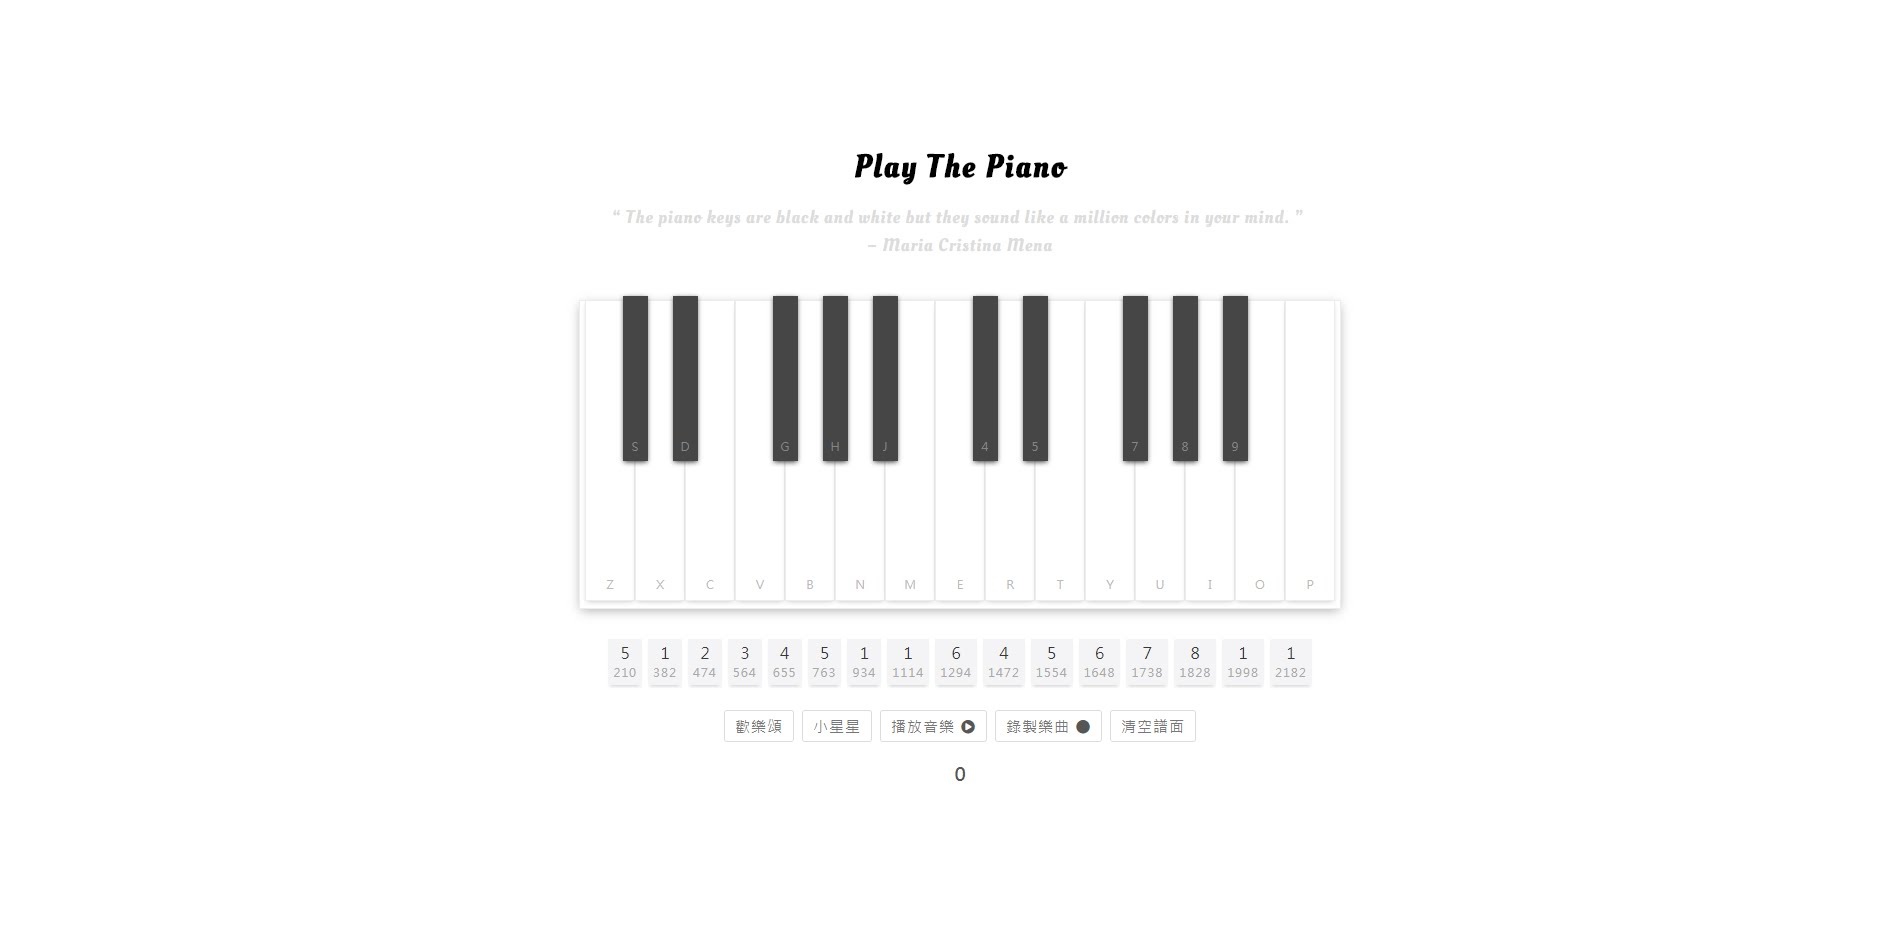 Play The Piano
“ The piano keys are black and white but they sound like a million colors in your mind. ”
– Maria Cristina Mena
S D G H J 4 5 7 8 9
Z X C V B N M E R T Y U I O P
5 1 2 3 4 5 1 1 6 4 5 6 7 8 1 1
210 382 474 564 655 763 934 1114 1294 1472 1554 1648 1738 1828 1998 2182
歡樂頌 小星星 播放音樂 錄製樂曲 清空譜面
0